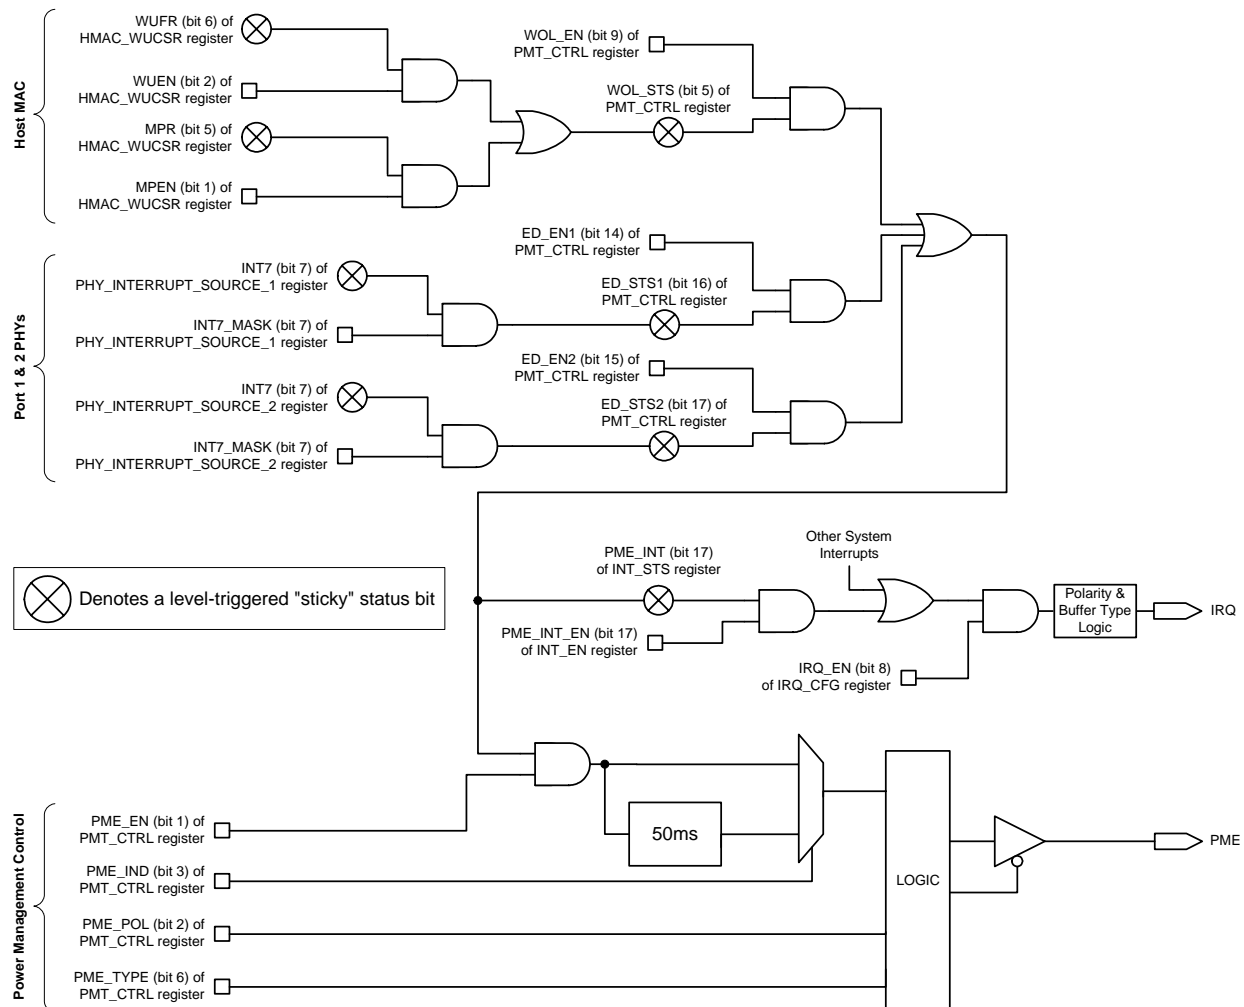 Host MAC
WUFR (bit 6) of
HMAC_WUCSR register
WUEN (bit 2) of
HMAC_WUCSR register
MPR (bit 5) of
HMAC_WUCSR register
MPEN (bit 1) of
HMAC_WUCSR register
WOL_EN (bit 9) of
PMT_CTRL register
WOL_STS (bit 5) of
PMT_CTRL register
Port 1 & 2 PHYs
INT7 (bit 7) of
PHY_INTERRUPT_SOURCE_1 register
INT7_MASK (bit 7) of
PHY_INTERRUPT_SOURCE_1 register
INT7 (bit 7) of
PHY_INTERRUPT_SOURCE_2 register
INT7_MASK (bit 7) of
PHY_INTERRUPT_SOURCE_2 register
ED_EN1 (bit 14) of
PMT_CTRL register
ED_STS1 (bit 16) of
PMT_CTRL register
ED_EN2 (bit 15) of
PMT_CTRL register
ED_STS2 (bit 17) of
PMT_CTRL register
Denotes a level-triggered "sticky" status bit
PME_INT (bit 17)
of INT_STS register
PME_INT_EN (bit 17)
of INT_EN register
Other System
Interrupts
IRQ_EN (bit 8)
of IRQ_CFG register
Polarity &
Buffer Type
Logic
IRQ
Power Management Control
PME_EN (bit 1) of
PMT_CTRL register
PME_IND (bit 3) of
PMT_CTRL register
PME_POL (bit 2) of
PMT_CTRL register
PME_TYPE (bit 6) of
PMT_CTRL register
50ms
LOGIC
PME